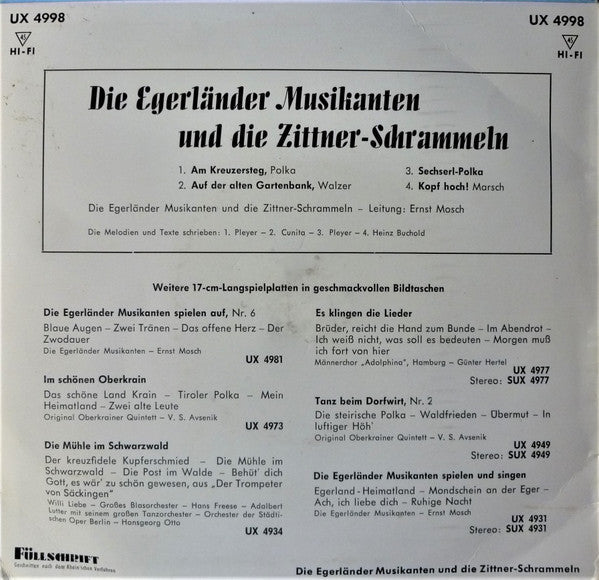 UX 4998
UX 4998
45
HI-FI
45
HI-FI
Die Egerländer Musikanten
und die Zittner-Schrammeln
1. Am Kreuzersteg, Polka
2. Auf der alten Gartenbank, Walzer
3. Sechserl-Polka
4. Kopf hoch! Marsch
Die Egerländer Musikanten und die Zittner-Schrammeln – Leitung: Ernst Mosch
Die Melodien und Texte schrieben: 1. Pleyer – 2. Cunita – 3. Pleyer – 4. Heinz Buchold
Weitere 17-cm-Langspielplatten in geschmackvollen Bildtaschen
Die Egerländer Musikanten spielen auf, Nr. 6
Blaue Augen – Zwei Tränen – Das offene Herz – Der
Zwodauer
Die Egerländer Musikanten – Ernst Mosch
UX 4981
Im schönen Oberkrain
Das schöne Land Krain – Tiroler Polka – Mein
Heimatland – Zwei alte Leute
Original Oberkrainer Quintett – V. S. Avsenik
UX 4973
Die Mühle im Schwarzwald
Der kreuzfidele Kupferschmied – Die Mühle im
Schwarzwald – Die Post im Walde – Behüt' dich
Gott, es wär' zu schön gewesen, aus „Der Trompeter
von Säckingen"
Willi Liebe – Großes Blasorchester – Hans Freese – Adalbert
Lutter mit seinem großen Tanzorchester – Orchester der Städti-
schen Oper Berlin – Hansgeorg Otto
UX 4934
Es klingen die Lieder
Brüder, reicht die Hand zum Bunde – Im Abendrot –
Ich weiß nicht, was soll es bedeuten – Morgen muß
ich fort von hier
Männerchor „Adolphina", Hamburg – Günter Hertel
UX 4977
Stereo: SUX 4977
Tanz beim Dorfwirt, Nr. 2
Die steirische Polka – Waldfrieden – Übermut – In
luftiger Höh'
Original Oberkrainer Quintett – V. S. Avsenik
UX 4949
Stereo: SUX 4949
Die Egerländer Musikanten spielen und singen
Egerland-Heimatland – Mondschein an der Eger –
Ach, ich liebe dich – Ruhige Nacht
Die Egerländer Musikanten – Ernst Mosch
UX 4931
Stereo: SUX 4931
FÜLLSCHRIFT
Geschnitten nach dem Rhein'schen Verfahren
Die Egerländer Musikanten und die Zittner-Schrammeln